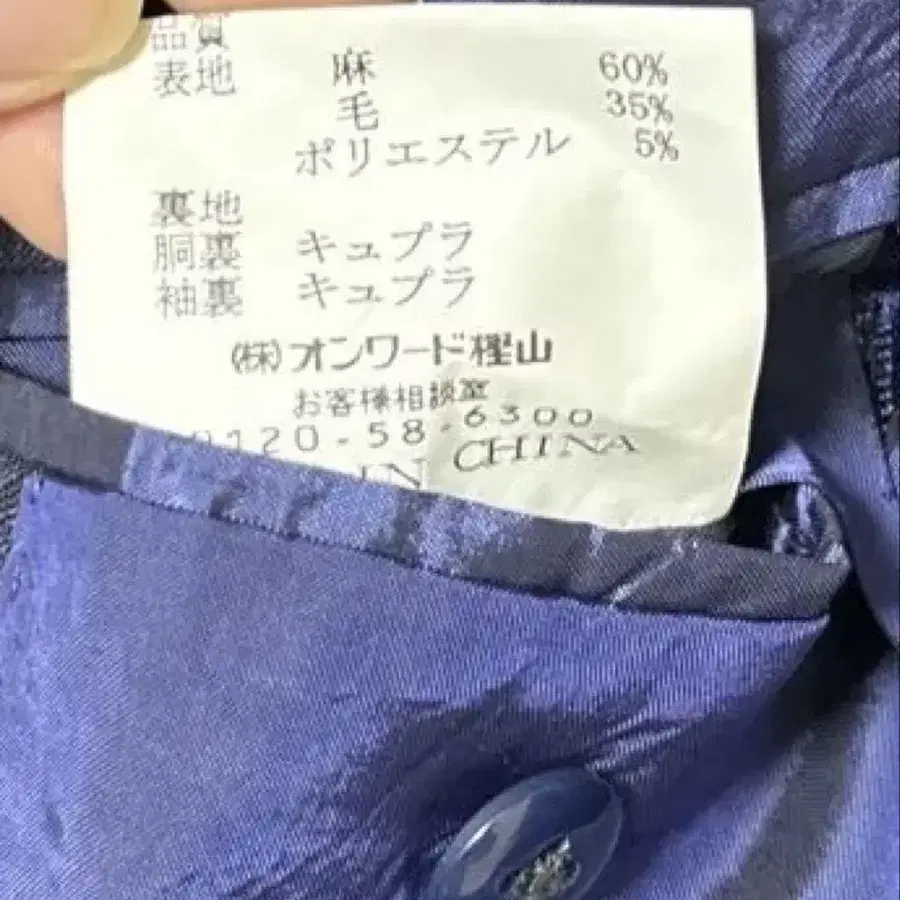 品質
表地 麻 60%
毛 35%
ポリエステル 5%
裏地
胴裏 キュプラ
袖裏 キュプラ
(株)オンワード樫山
お客様相談室
0120-58-6300
IN CHINA